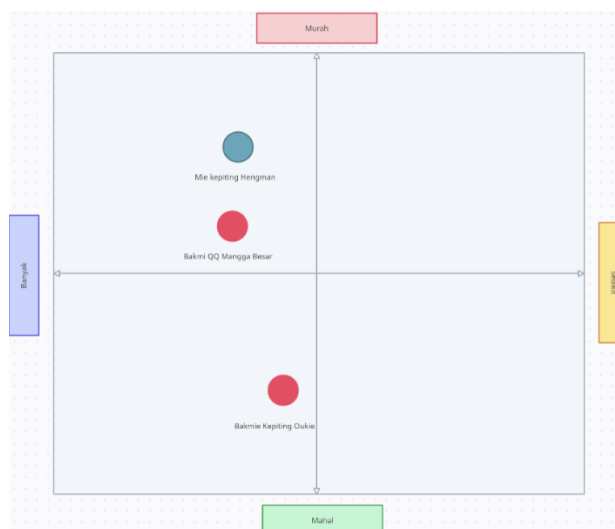 Murah
Mie kepiting Hengman
Bakmi QQ Mangga Besar
Banyak
Bakmie Kepiting Oukie
Mahal